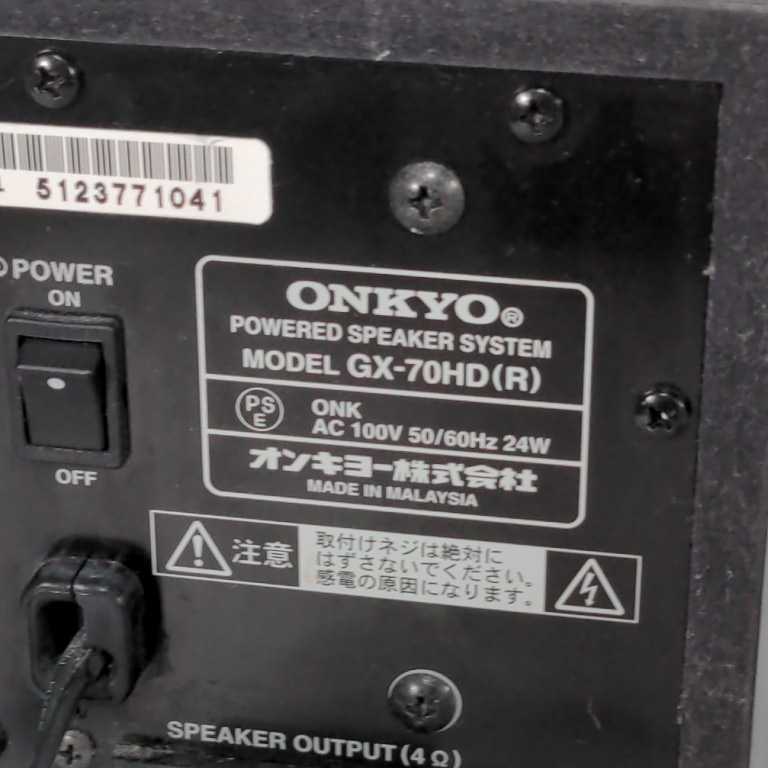 5123771041
POWER
ON
OFF
ONKYO®
POWERED SPEAKER SYSTEM
MODEL GX-70HD(R)
PS
E
ONK
AC 100V 50/60Hz 24W
オンキヨー株式会社
MADE IN MALAYSIA
注意
取付けネジは絶対に
はずさないでください。
感電の原因になります。
SPEAKER OUTPUT(4Ω)